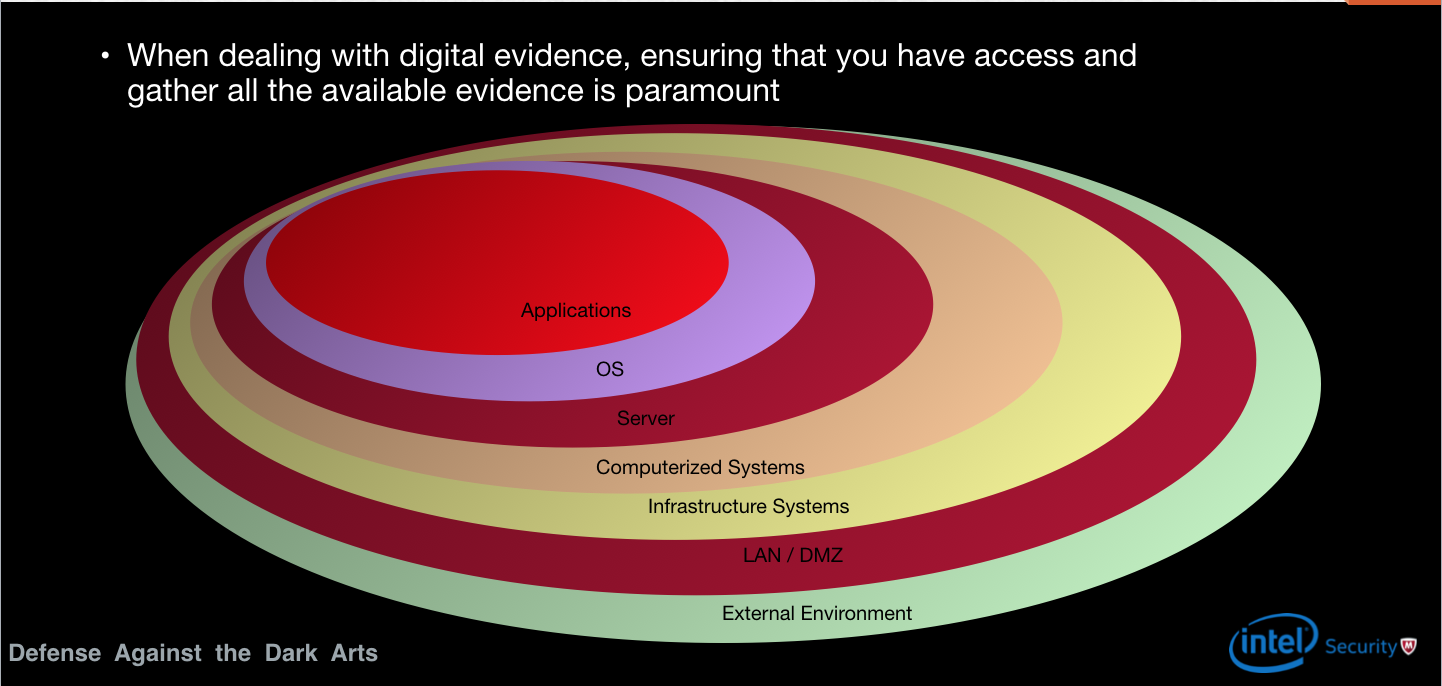 • When dealing with digital evidence, ensuring that you have access and
gather all the available evidence is paramount
Applications
OS
Server
Computerized Systems
Infrastructure Systems
LAN / DMZ
External Environment
Defense Against the Dark Arts
intel Security M